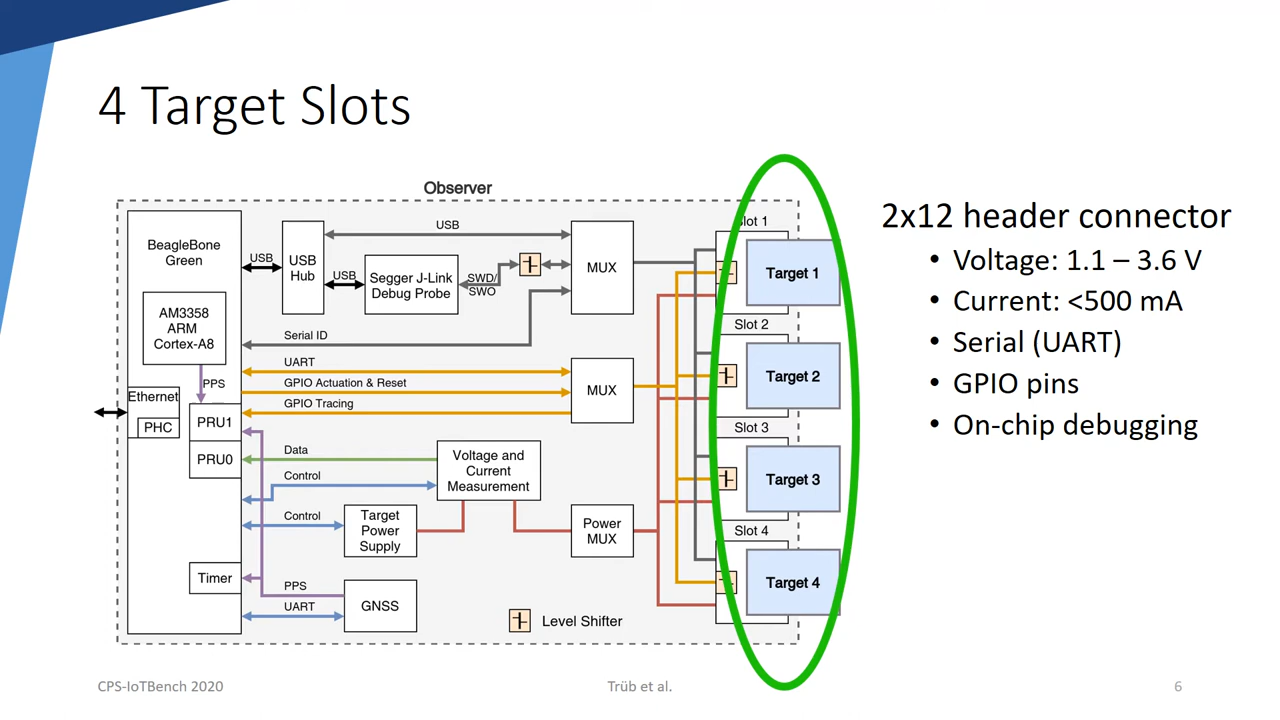 4 Target Slots
Observer
BeagleBone
Green
AM3358
ARM
Cortex-A8
PPS
Ethernet
PHC
PRU1
PRU0
Timer
USB
USB
Hub
USB
USB
Segger J-Link
Debug Probe
SWD/
SWO
MUX
Serial ID
UART
GPIO Actuation & Reset
GPIO Tracing
MUX
Data
Control
Voltage and
Current
Measurement
Control
Target
Power
Supply
Power
MUX
PPS
UART
GNSS
Level Shifter
Slot 1
Target 1
Slot 2
Target 2
Slot 3
Target 3
Slot 4
Target 4
2x12 header connector
• Voltage: 1.1 – 3.6 V
• Current: <500 mA
• Serial (UART)
• GPIO pins
• On-chip debugging
CPS-IoTBench 2020
Trüb et al.
6